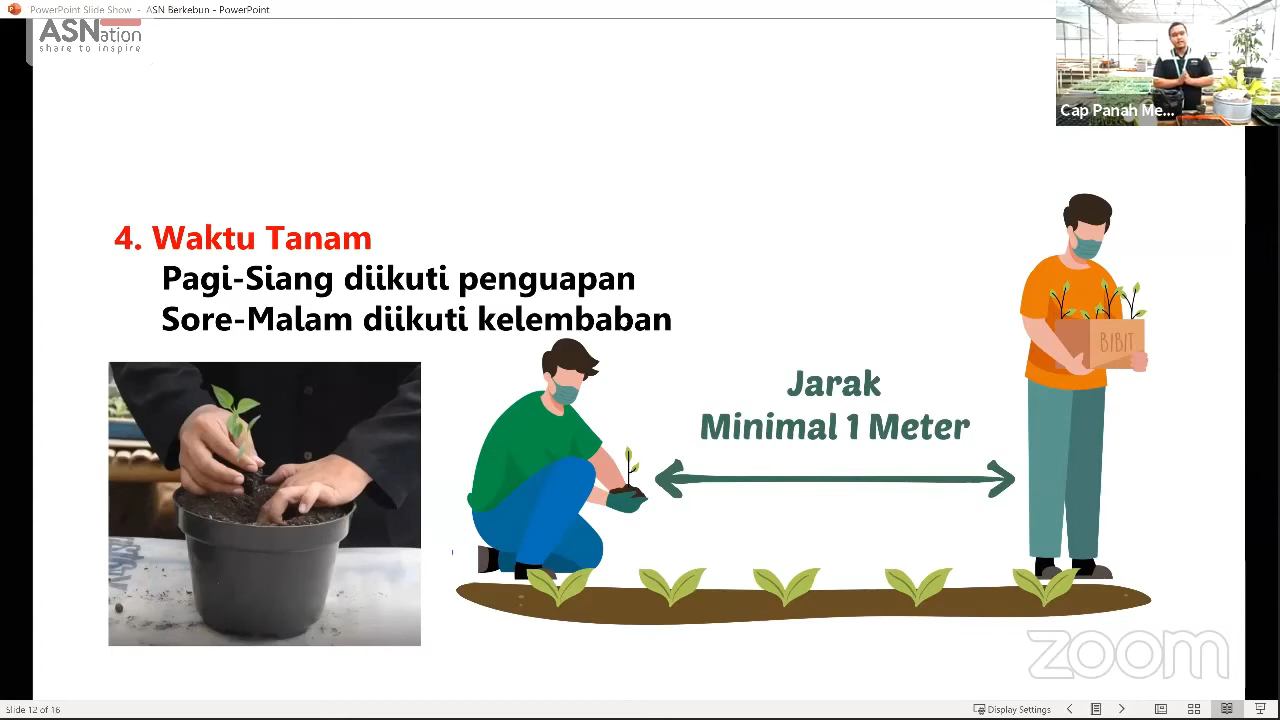 PowerPoint Slide Show - ASN Berkebun - PowerPoint
ASNation
share to inspire
Cap Panah Me...
4. Waktu Tanam
Pagi-Siang diikuti penguapan
Sore-Malam diikuti kelembaban
BIBIT
Jarak
Minimal 1 Meter
zoom
Slide 12 of 16
Display Settings